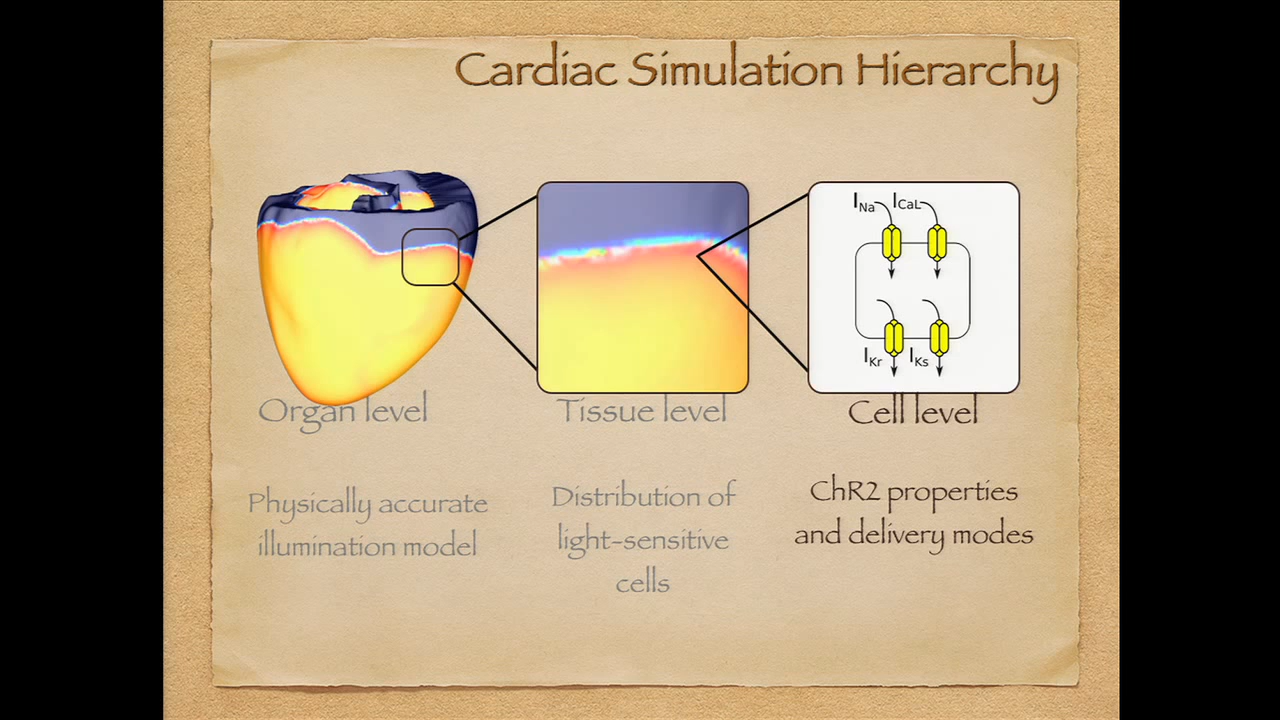 Cardiac Simulation Hierarchy
INa ICaL
IKr IKs
Organ level
Tissue level
Cell level
Physically accurate
illumination model
Distribution of
light-sensitive
cells
ChR2 properties
and delivery modes